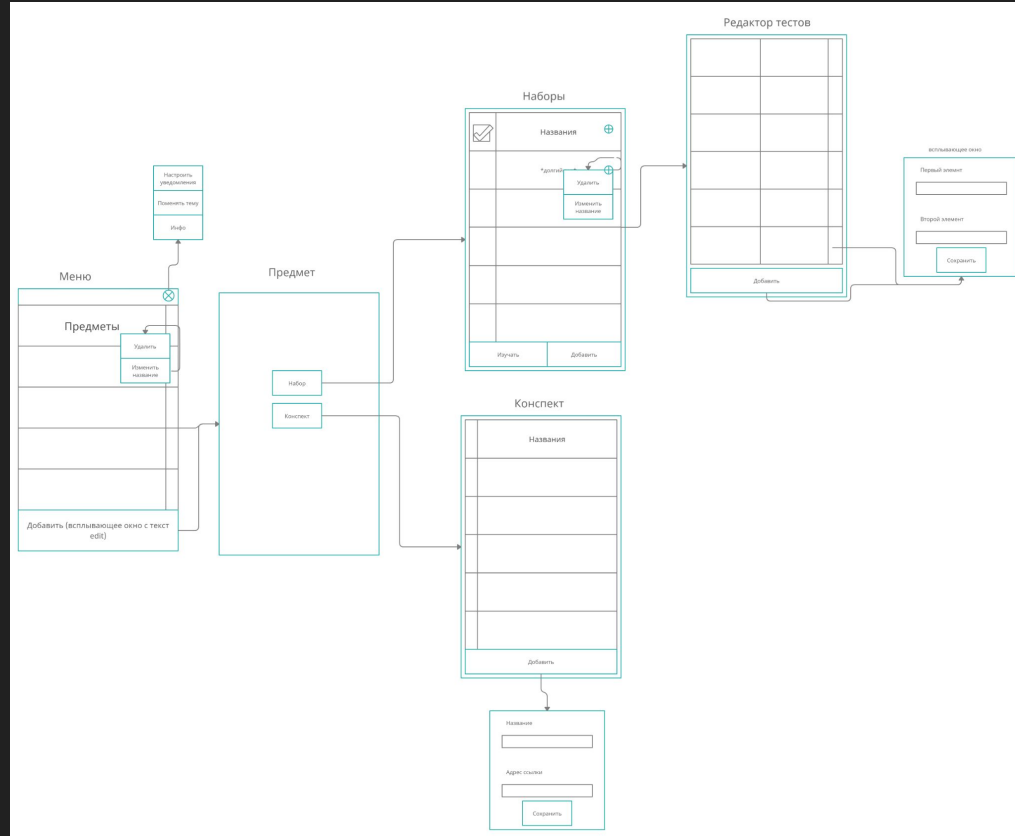 Редактор тестов
Наборы
Названия
*долгий
Удалить
Изменить
название
всплывающее окно
Первый элемент
Второй элемент
Сохранить
Добавить
Изучать
Добавить
Настроить
уведомления
Поменять тему
Инфо
Меню
Предметы
Удалить
Изменить
название
Добавить (всплывающее окно с текст
edit)
Предмет
Набор
Конспект
Конспект
Названия
Добавить
Название
Адрес ссылки
Сохранить